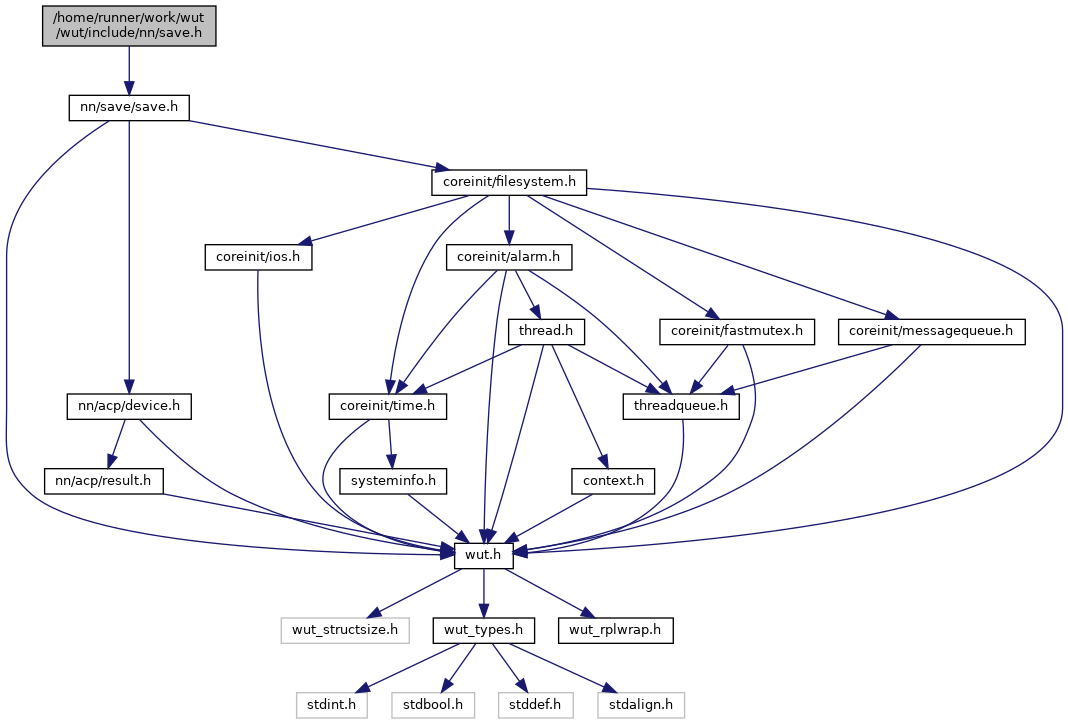 /home/runner/work/wut
/wut/include/nn/save.h
nn/save/save.h
coreinit/filesystem.h
coreinit/ios.h
coreinit/alarm.h
thread.h
coreinit/fastmutex.h
coreinit/messagequeue.h
nn/acp/device.h
coreinit/time.h
threadqueue.h
nn/acp/result.h
systeminfo.h
context.h
wut.h
wut_structsize.h
wut_types.h
wut_rplwrap.h
stdint.h
stdbool.h
stddef.h
stdalign.h